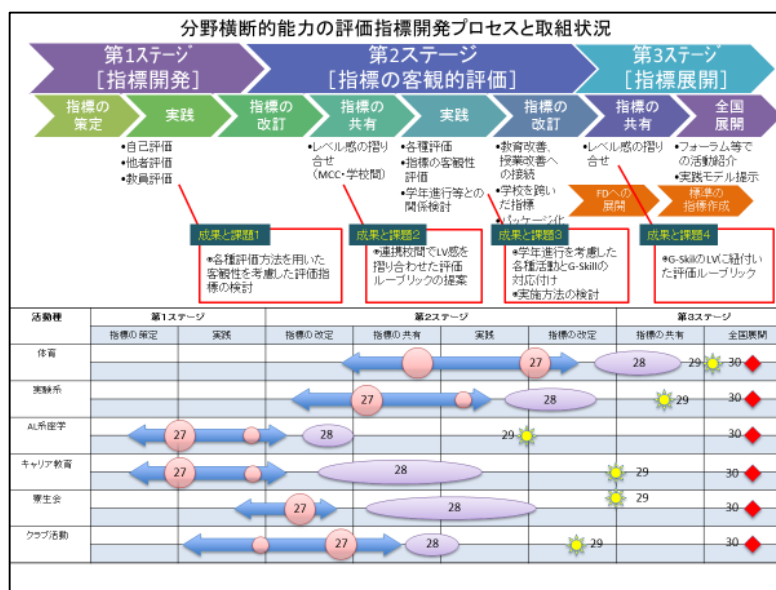 分野横断的能力の評価指標開発プロセスと取組状況
第1ステージ
[指標開発]
第2ステージ
[指標の客観的評価]
第3ステージ
[指標展開]
指標の
策定
実践
指標の
改訂
指標の
共有
実践
指標の
改訂
指標の
共有
全国
展開
•自己評価
•他者評価
•教員評価
•レベル感の摺り
合せ
(MCC・学校間)
•各種評価
•指標の客観性
評価
•学年進行等との
関係検討
•教育改善、
授業改善へ
の接続
•学校を跨い
だ指標
•パッケージ化
•レベル感の摺り
合せ
•フォーラム等で
の活動紹介
•実践モデル提示
FDへの
展開
標準の
指標作成
成果と課題1
•各種評価方法を用いた
客観性を考慮した評価指
標の検討
成果と課題2
•連携校間でLV感を
摺り合わせた評価
ルーブリックの提案
成果と課題3
•学年進行を考慮した
各種活動とG-Skillの
対応付け
•実施方法の検討
成果と課題4
•G-SkilのLVに紐付い
た評価ルーブリック
活動種 第1ステージ 第2ステージ 第3ステージ
指標の策定 実践 指標の改定 指標の共有 実践 指標の改定 指標の共有 全国展開
体育 27 28 29 30
実験系 27 28 29 30
AL系座学 27 28 29 30
キャリア教育 27 28 29 30
寮生会 27 28 29 30
クラブ活動 27 28 29 30